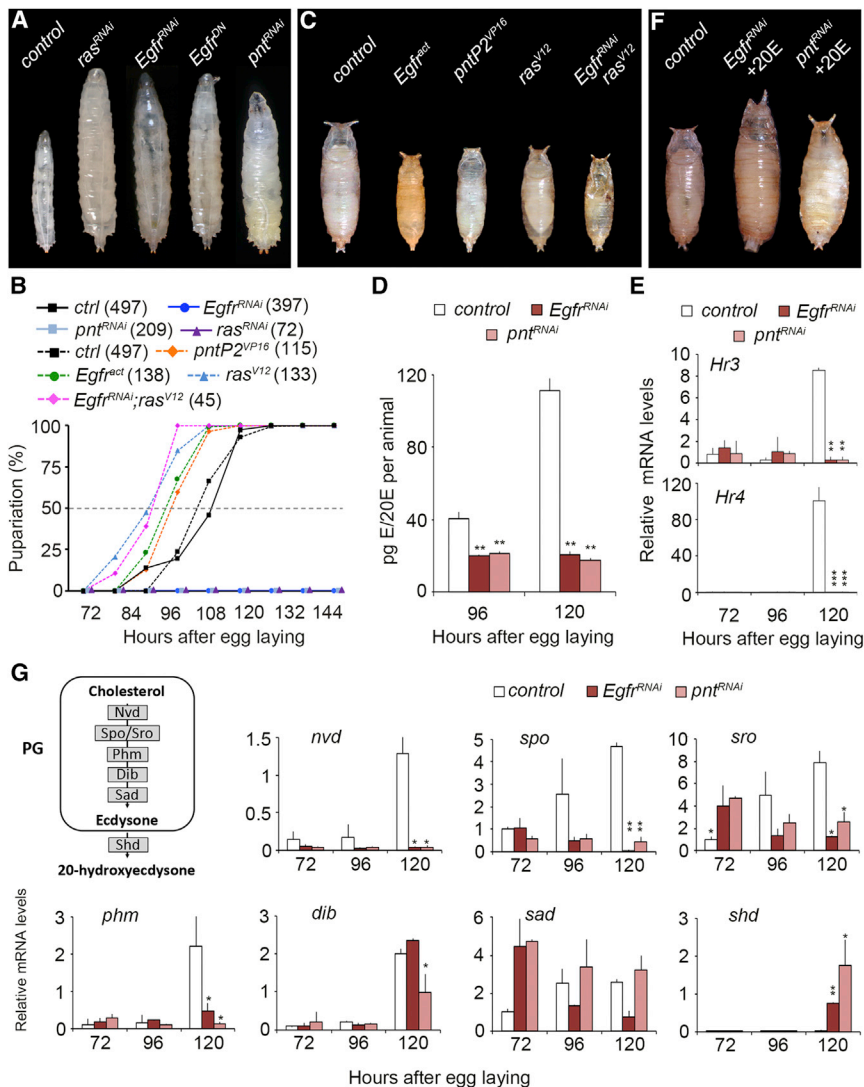 A
control
ras^RNAi
Egfr^RNAi
Egfr^DN
pnt^RNAi
C
control
Egfr^act
pntP2^VP16
ras^V12
Egfr^RNAi
ras^V12
F
control
Egfr^RNAi
+20E
pnt^RNAi
+20E
B
ctrl (497) Egfr^RNAi (397)
pnt^RNAi (209) ras^RNAi (72)
ctrl (497) pntP2^VP16 (115)
Egfr^act (138) ras^V12 (133)
Egfr^RNAi;ras^V12 (45)
Pupariation (%)
100
50
0
72 84 96 108 120 132 144
Hours after egg laying
D
control Egfr^RNAi
pnt^RNAi
pg E/20E per animal
120
80
40
0
** **
** **
96 120
Hours after egg laying
E
control Egfr^RNAi
pnt^RNAi
Relative mRNA levels
Hr3
10
8
6
4
2
0
** **
Hr4
120
80
40
0
*** ***
72 96 120
Hours after egg laying
G
control Egfr^RNAi pnt^RNAi
PG
Cholesterol
Nvd
Spo/Sro
Phm
Dib
Sad
Ecdysone
Shd
20-hydroxyecdysone
nvd
1.5
1
0.5
0
* *
72 96 120
spo
5
4
3
2
1
0
** **
72 96 120
sro
10
8
6
4
2
0
*
* *
72 96 120
Relative mRNA levels
phm
3
2
1
0
* *
72 96 120
dib
3
2
1
0
*
72 96 120
sad
6
4
2
0
72 96 120
shd
3
2
1
0
** *
72 96 120
Hours after egg laying